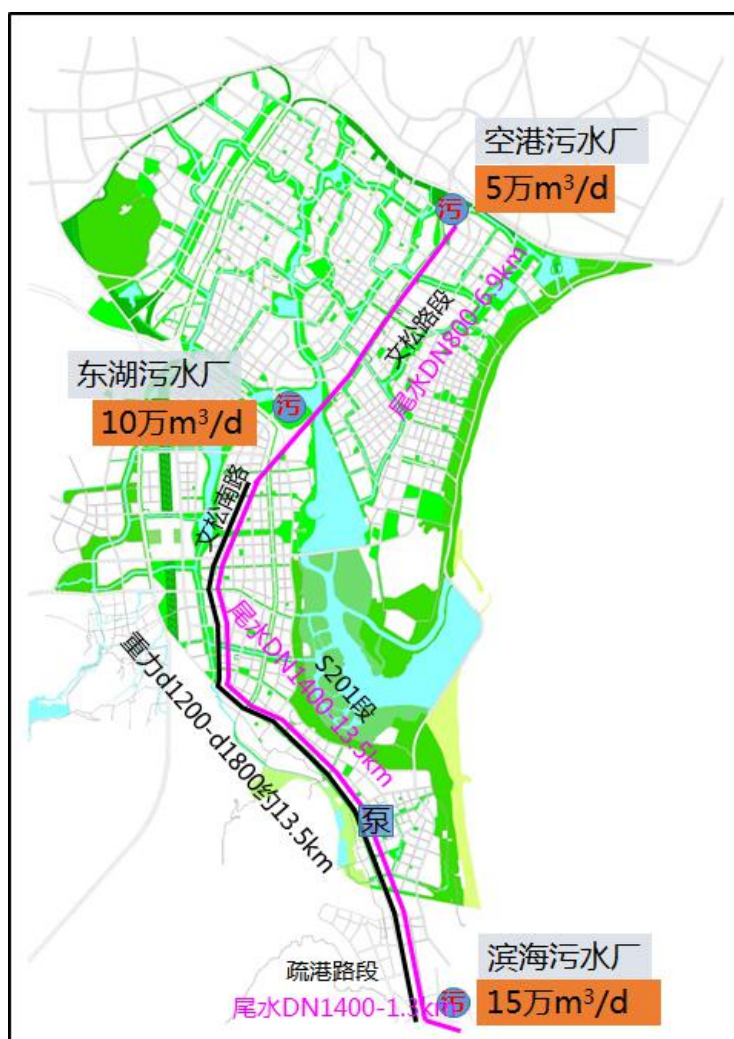 空港污水厂
5万m³/d
污
文松路段
尾水DN800-6.9km
东湖污水厂
10万m³/d
污
文松南路
尾水DN1400-13.5km
S201段
重力d1200-d1800约13.5km
泵
疏港路段
尾水DN1400-1.3km
滨海污水厂
15万m³/d
污